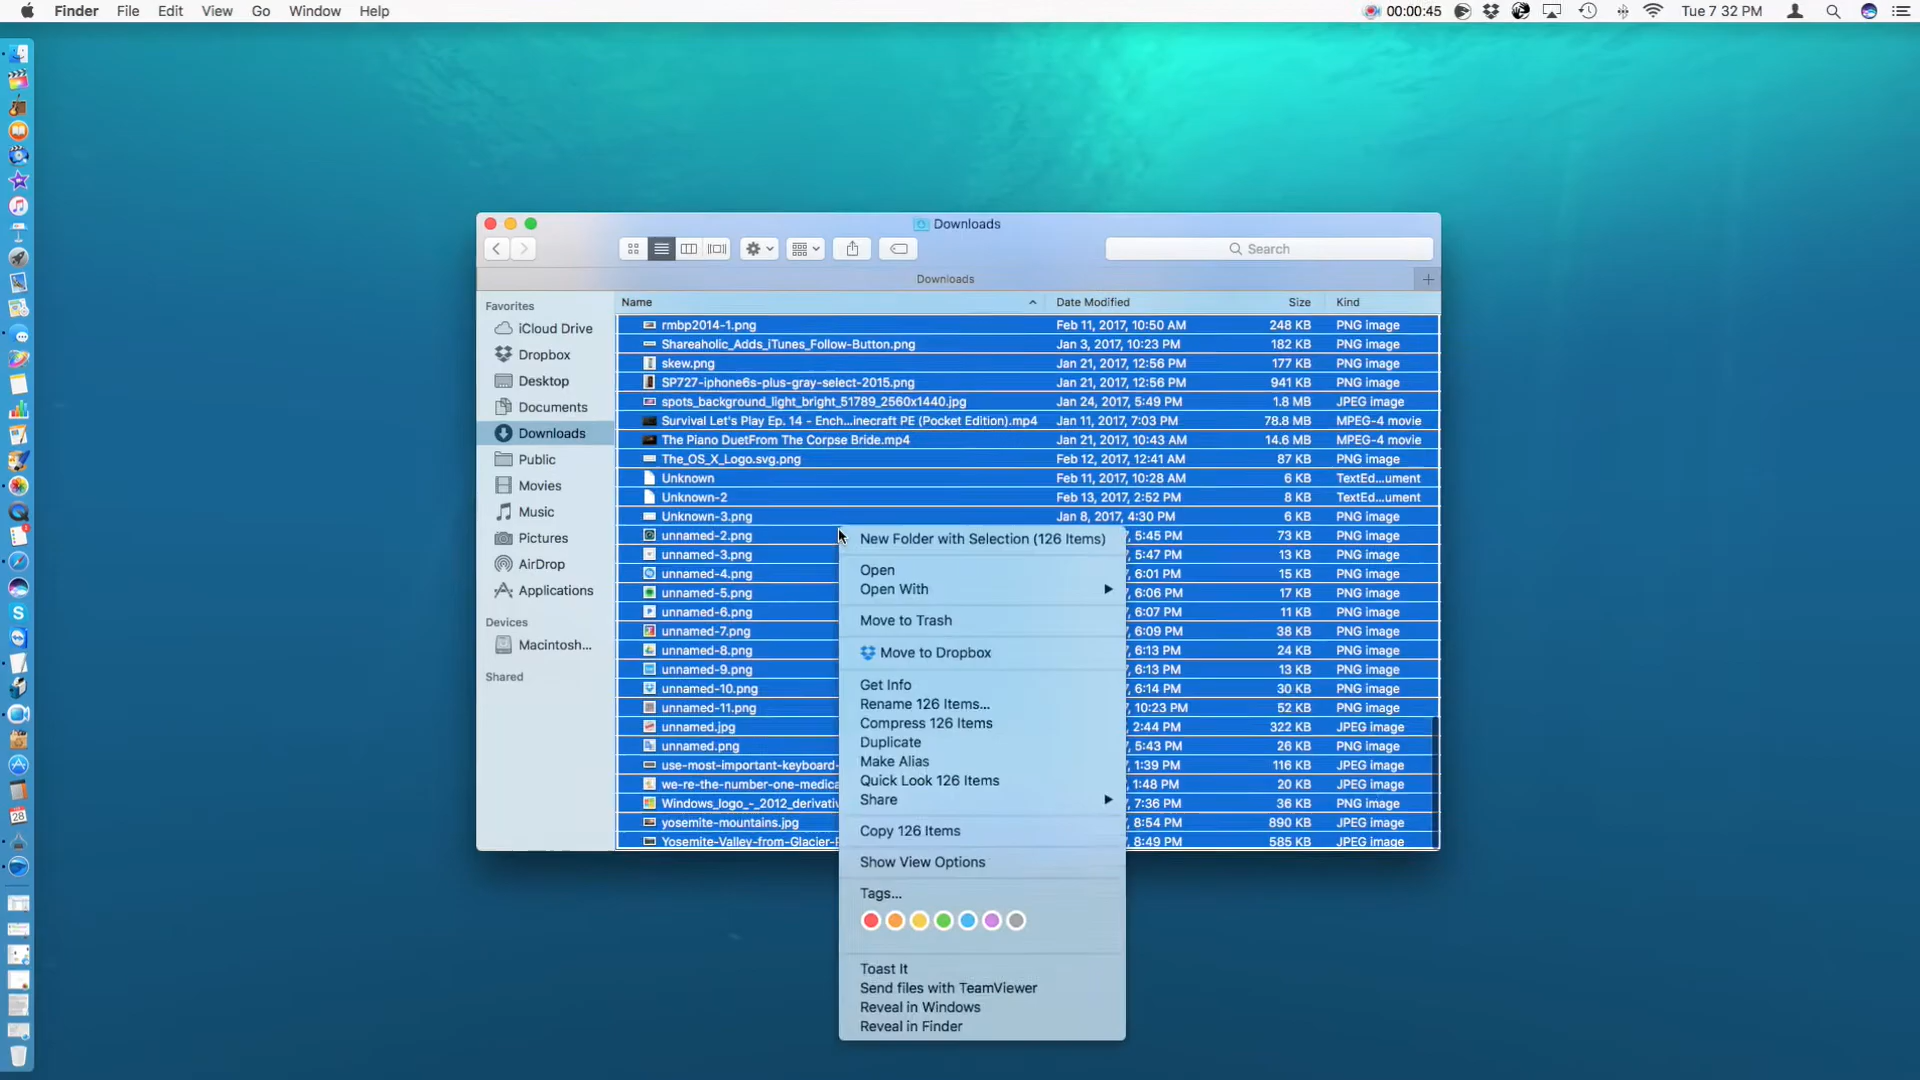 Finder File Edit View Go Window Help 00:00:45 Tue 7 32 PM
Downloads
Search
Downloads
Favorites
iCloud Drive
Dropbox
Desktop
Documents
Downloads
Public
Movies
Music
Pictures
AirDrop
Applications
Devices
Macintosh...
Shared
Name Date Modified Size Kind
rmbp2014-1.png Feb 11, 2017, 10:50 AM 248 KB PNG image
Shareaholic_Adds_iTunes_Follow-Button.png Jan 3, 2017, 10:23 PM 182 KB PNG image
skew.png Jan 21, 2017, 12:56 PM 177 KB PNG image
SP727-iphone6s-plus-gray-select-2015.png Jan 21, 2017, 12:56 PM 941 KB PNG image
spots_background_light_bright_51789_2560x1440.jpg Jan 24, 2017, 5:49 PM 1.8 MB JPEG image
Survival Let's Play Ep. 14 - Ench...inecraft PE (Pocket Edition).mp4 Jan 11, 2017, 7:03 PM 78.8 MB MPEG-4 movie
The Piano DuetFrom The Corpse Bride.mp4 Jan 21, 2017, 10:43 AM 14.6 MB MPEG-4 movie
The_OS_X_Logo.svg.png Feb 12, 2017, 12:41 AM 87 KB PNG image
Unknown Feb 11, 2017, 10:28 AM 6 KB TextEd...ument
Unknown-2 Feb 13, 2017, 2:52 PM 8 KB TextEd...ument
Unknown-3.png Jan 8, 2017, 4:30 PM 6 KB PNG image
unnamed-2.png 7, 5:45 PM 73 KB PNG image
unnamed-3.png 7, 5:47 PM 13 KB PNG image
unnamed-4.png 7, 6:01 PM 15 KB PNG image
unnamed-5.png 7, 6:06 PM 17 KB PNG image
unnamed-6.png 7, 6:07 PM 11 KB PNG image
unnamed-7.png 7, 6:09 PM 38 KB PNG image
unnamed-8.png 7, 6:13 PM 24 KB PNG image
unnamed-9.png 7, 6:13 PM 13 KB PNG image
unnamed-10.png 7, 6:14 PM 30 KB PNG image
unnamed-11.png 7, 10:23 PM 52 KB PNG image
unnamed.jpg 7, 2:44 PM 322 KB JPEG image
unnamed.png 7, 5:43 PM 26 KB PNG image
use-most-important-keyboard- 7, 1:39 PM 116 KB JPEG image
we-re-the-number-one-medica 7, 1:48 PM 20 KB JPEG image
Windows_logo_-_2012_derivativ 7, 7:36 PM 36 KB PNG image
yosemite-mountains.jpg 7, 8:54 PM 890 KB JPEG image
Yosemite-Valley-from-Glacier-P 7, 8:49 PM 585 KB JPEG image
New Folder with Selection (126 Items)
Open
Open With
Move to Trash
Move to Dropbox
Get Info
Rename 126 Items...
Compress 126 Items
Duplicate
Make Alias
Quick Look 126 Items
Share
Copy 126 Items
Show View Options
Tags...
Toast It
Send files with TeamViewer
Reveal in Windows
Reveal in Finder
28